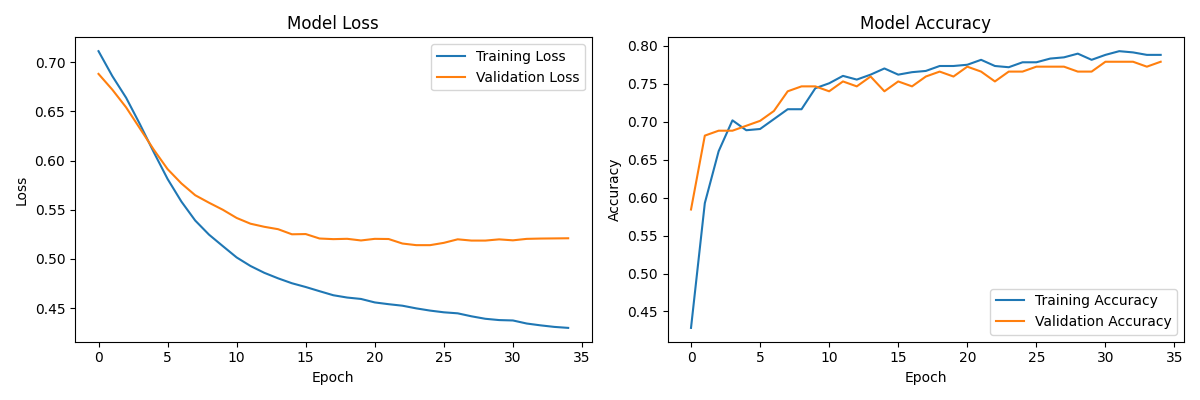 Model Loss
Training Loss
Validation Loss
0.70
0.65
0.60
0.55
0.50
0.45
Loss
0 5 10 15 20 25 30 35
Epoch
Model Accuracy
0.80
0.75
0.70
0.65
0.60
0.55
0.50
0.45
Accuracy
Training Accuracy
Validation Accuracy
0 5 10 15 20 25 30 35
Epoch